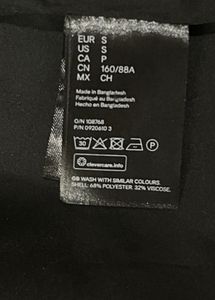 EUR S
US S
CA P
CN 160/88A
MX CH
Made in Bangladesh
Fabriqué au Bangladesh
Hecho en Bangladesh
O/N 108768
P/N 0920610 3
30
clevercare.info
GB WASH WITH SIMILAR COLOURS.
SHELL: 68% POLYESTER. 32% VISCOSE.